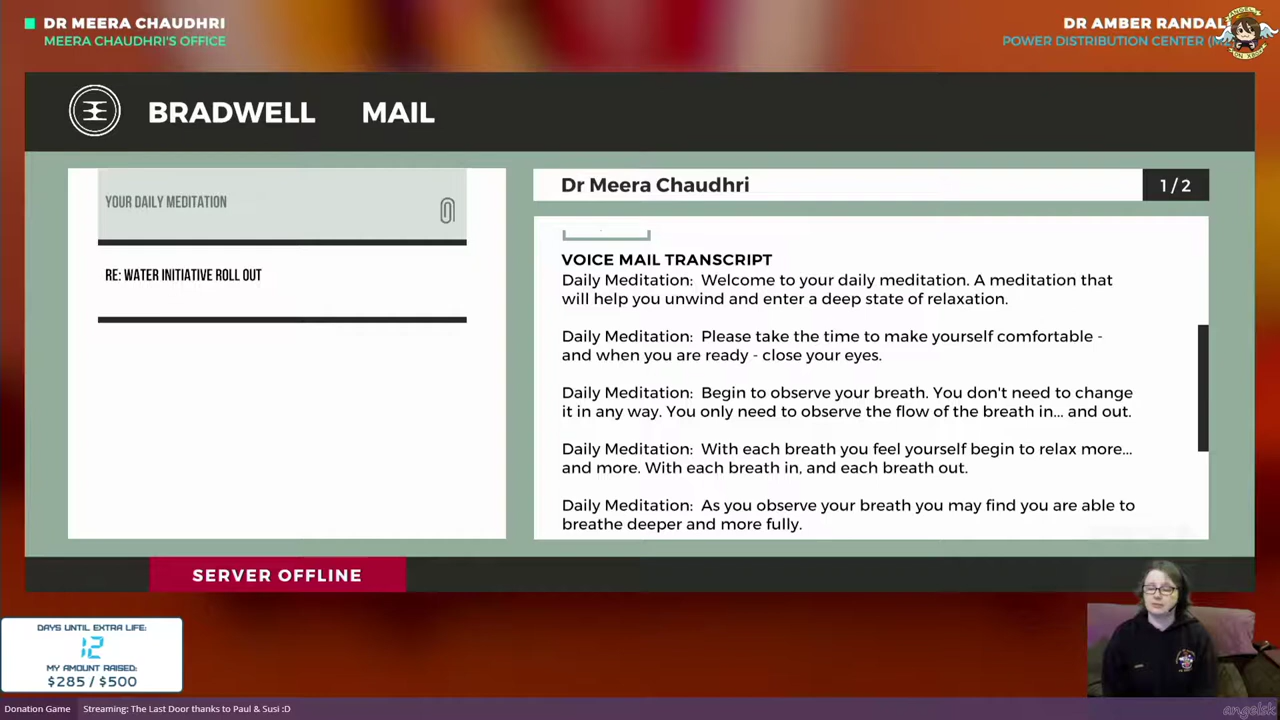 DR MEERA CHAUDHRI
MEERA CHAUDHRI'S OFFICE
DR AMBER RANDAL
POWER DISTRIBUTION CENTER
ANGEL
BRADWELL MAIL
YOUR DAILY MEDITATION
RE: WATER INITIATIVE ROLL OUT
Dr Meera Chaudhri
1/2
VOICE MAIL TRANSCRIPT
Daily Meditation: Welcome to your daily meditation. A meditation that
will help you unwind and enter a deep state of relaxation.
Daily Meditation: Please take the time to make yourself comfortable -
and when you are ready - close your eyes.
Daily Meditation: Begin to observe your breath. You don't need to change
it in any way. You only need to observe the flow of the breath in... and out.
Daily Meditation: With each breath you feel yourself begin to relax more...
and more. With each breath in, and each breath out.
Daily Meditation: As you observe your breath you may find you are able to
breathe deeper and more fully.
SERVER OFFLINE
DAYS UNTIL EXTRA LIFE:
12
MY AMOUNT RAISED:
$285 / $500
Donation Game
Streaming: The Last Door thanks to Paul & Susi :D
angelsk